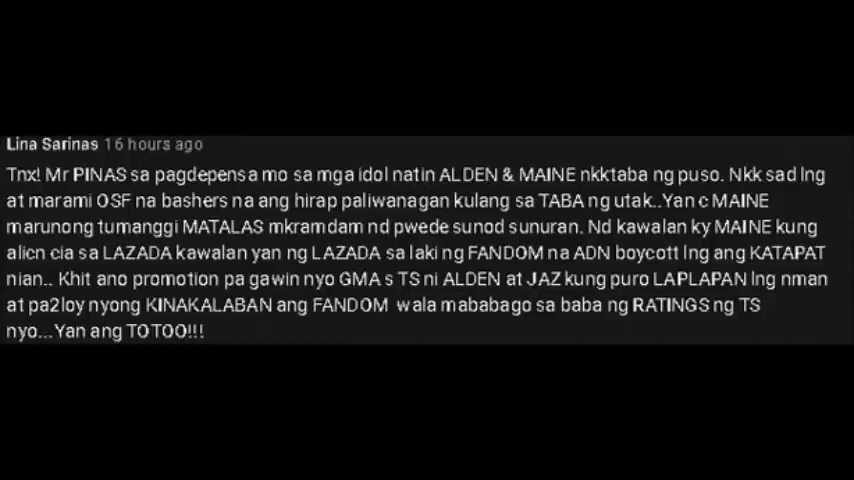 Lina Sarinas 16 hours ago
Tnx! Mr PINAS sa pagdepensa mo sa mga idol natin ALDEN & MAINE nkktaba ng puso. Nkk sad lng
at marami OSF na bashers na ang hirap paliwanagan kulang sa TABA ng utak..Yan c MAINE
marunong tumanggi MATALAS mkramdam nd pwede sunod sunuran. Nd kawalan ky MAINE kung
alicn cia sa LAZADA kawalan yan ng LAZADA sa laki ng FANDOM na ADN boycott lng ang KATAPAT
nian.. Khit ano promotion pa gawin nyo GMA s TS ni ALDEN at JAZ kung puro LAPLAPAN lng nman
at pa2loy nyong KINAKALABAN ang FANDOM wala mababago sa baba ng RATINGS ng TS
nyo...Yan ang TOTOO!!!